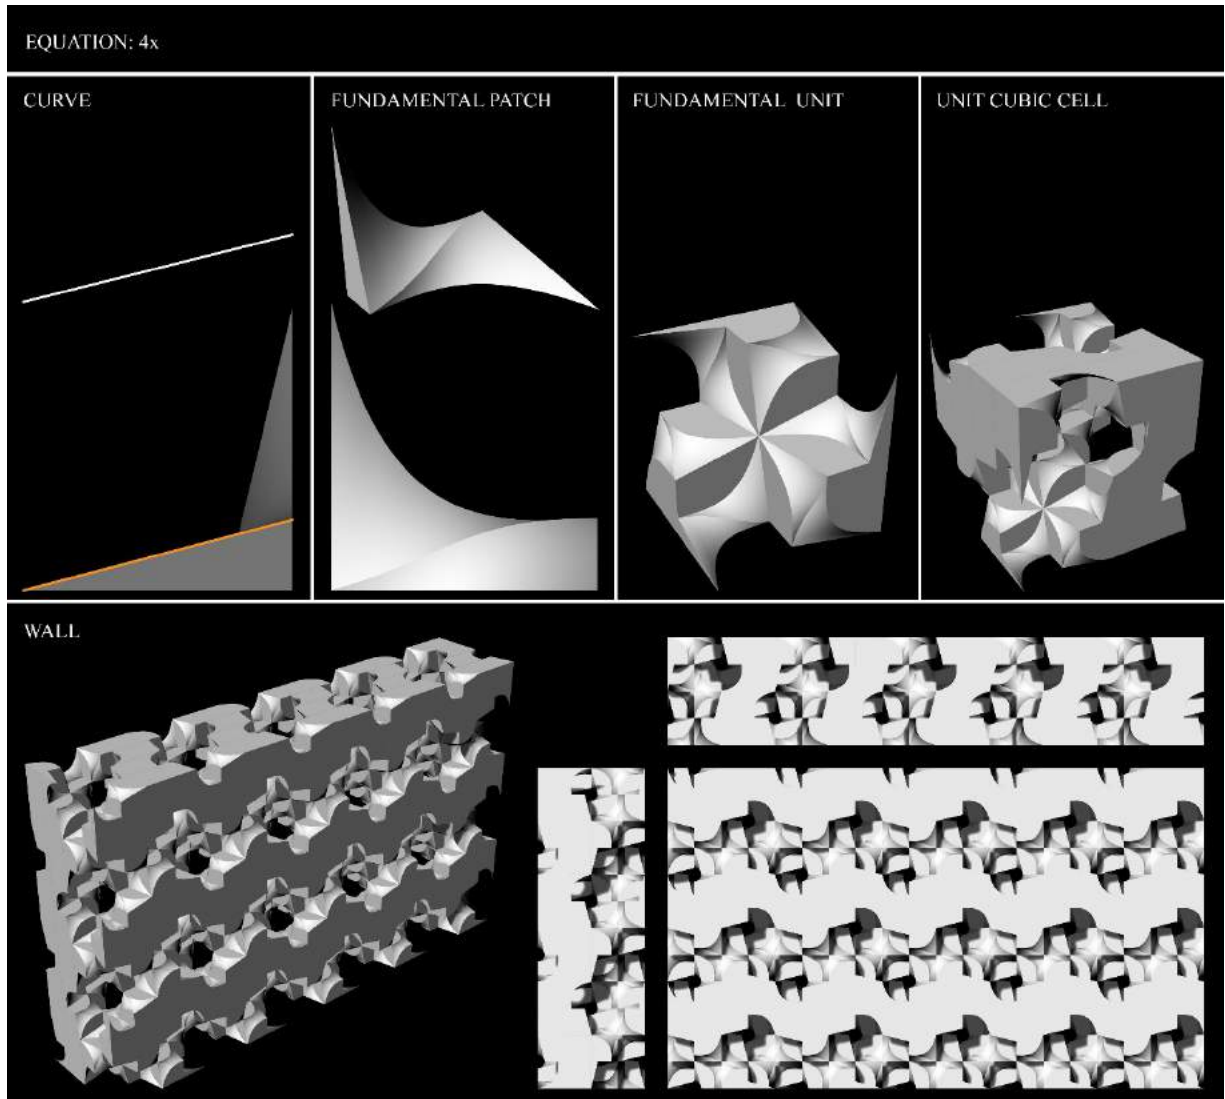 EQUATION: 4x
CURVE
FUNDAMENTAL PATCH
FUNDAMENTAL UNIT
UNIT CUBIC CELL
WALL